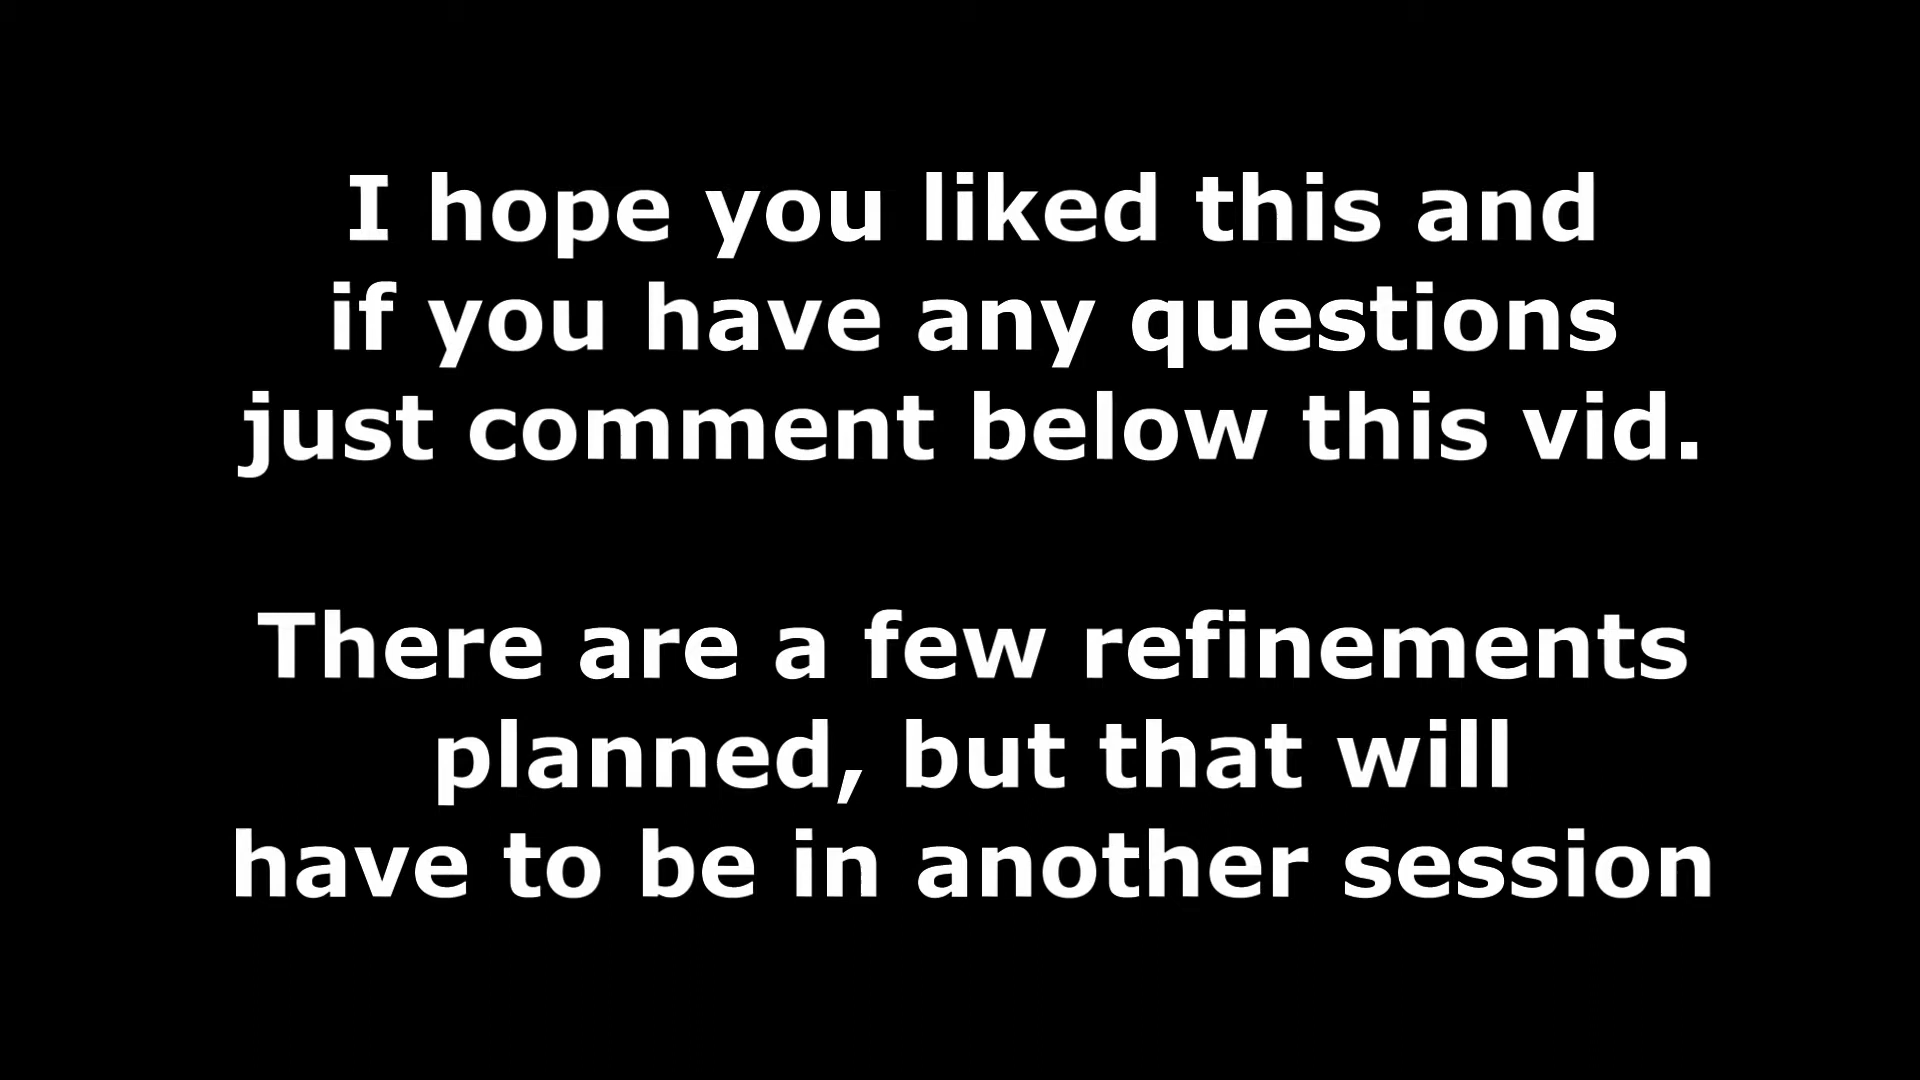 I hope you liked this and
if you have any questions
just comment below this vid.
There are a few refinements
planned, but that will
have to be in another session